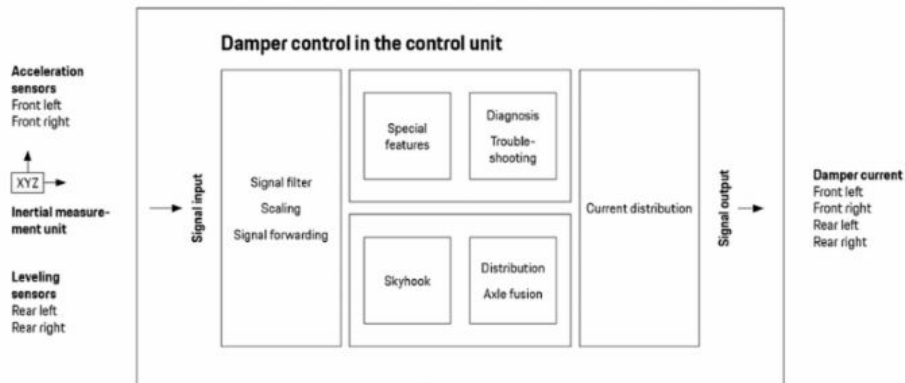 Damper control in the control unit
Acceleration
sensors
Front left
Front right
XYZ
Inertial measure-
ment unit
Leveling
sensors
Rear left
Rear right
Signal input
Signal filter
Scaling
Signal forwarding
Special
features
Diagnosis
Trouble-
shooting
Skyhook
Distribution
Axle fusion
Current distribution
Signal output
Damper current
Front left
Front right
Rear left
Rear right